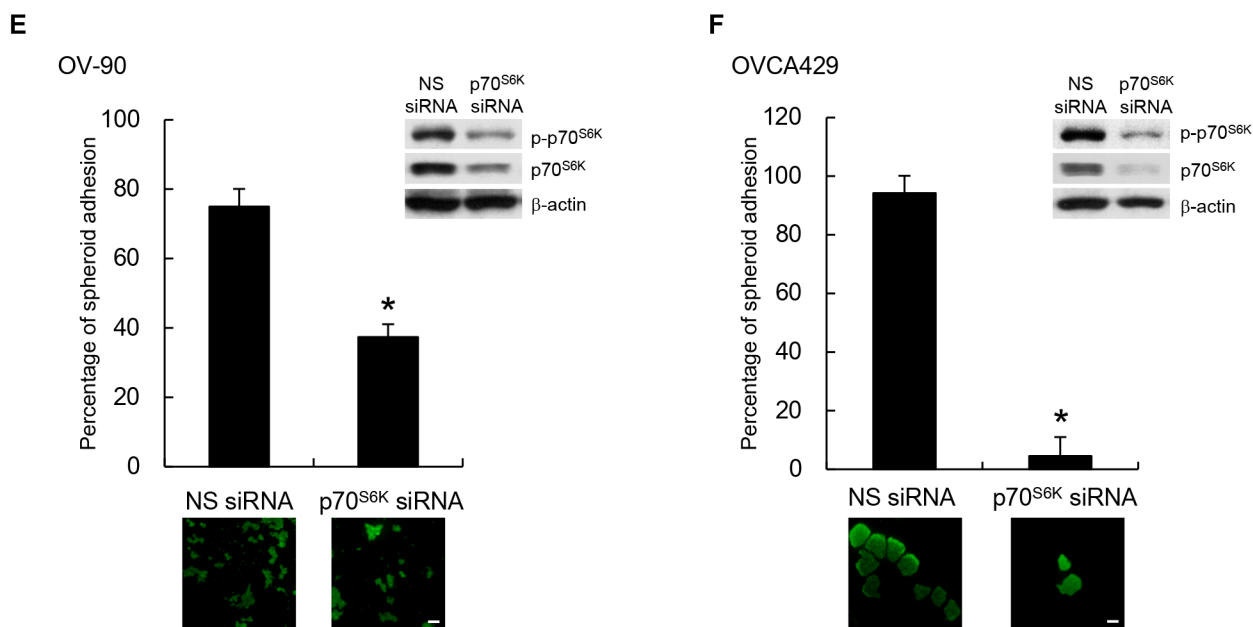 E
OV-90
NS p70S6K
siRNA siRNA
p-p70S6K
p70S6K
β-actin
Percentage of spheroid adhesion
100
80
60
40
20
0
*
NS siRNA p70S6K siRNA
F
OVCA429
NS p70S6K
siRNA siRNA
p-p70S6K
p70S6K
β-actin
Percentage of spheroid adhesion
120
100
80
60
40
20
0
*
NS siRNA p70S6K siRNA